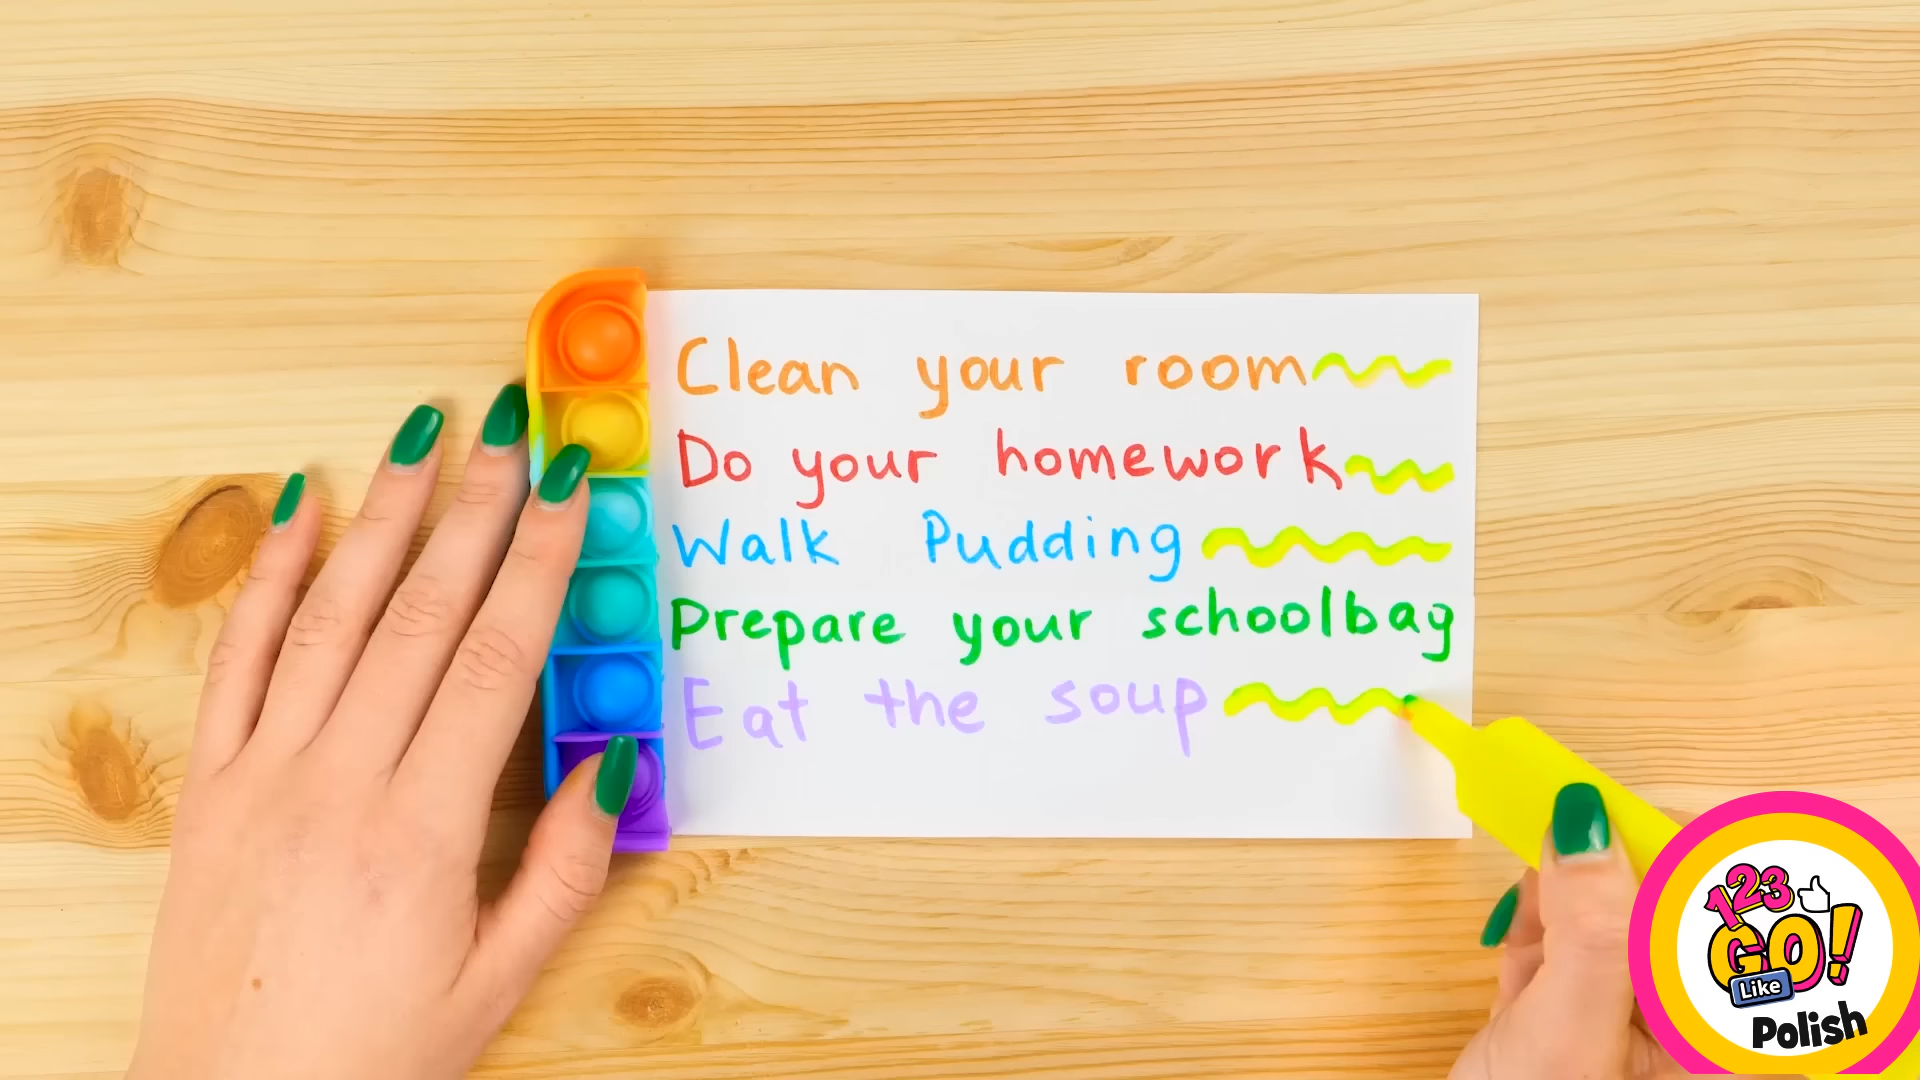 Clean your room
Do your homework
Walk Pudding
Prepare your schoolbag
Eat the soup
123
GO!
Like
Polish